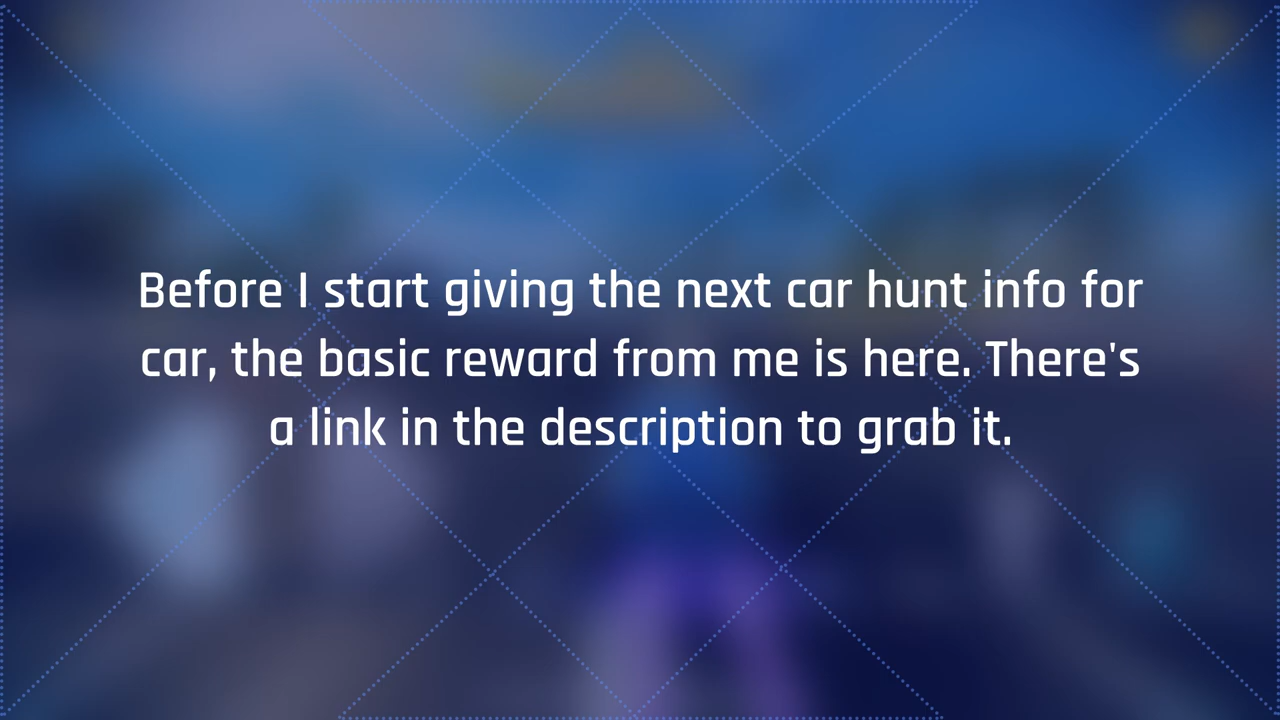 Before I start giving the next car hunt info for
car, the basic reward from me is here. There's
a link in the description to grab it.